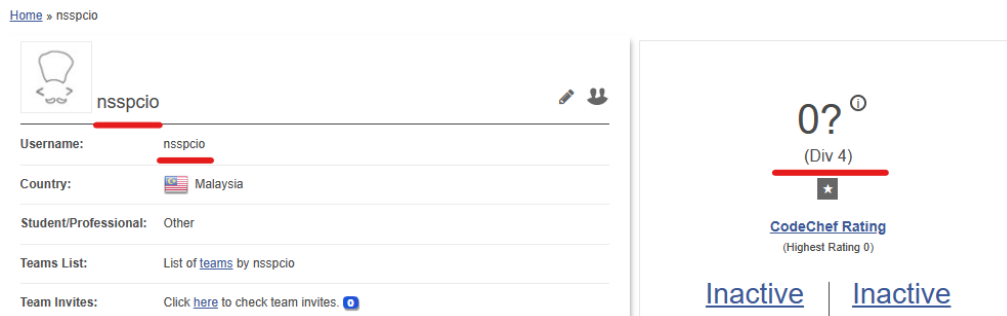 Home » nsspcio
nsspcio
Username: nsspcio
Country: Malaysia
Student/Professional: Other
Teams List: List of teams by nsspcio
Team Invites: Click here to check team invites. 0
0? i
(Div 4)
★
CodeChef Rating
(Highest Rating 0)
Inactive | Inactive